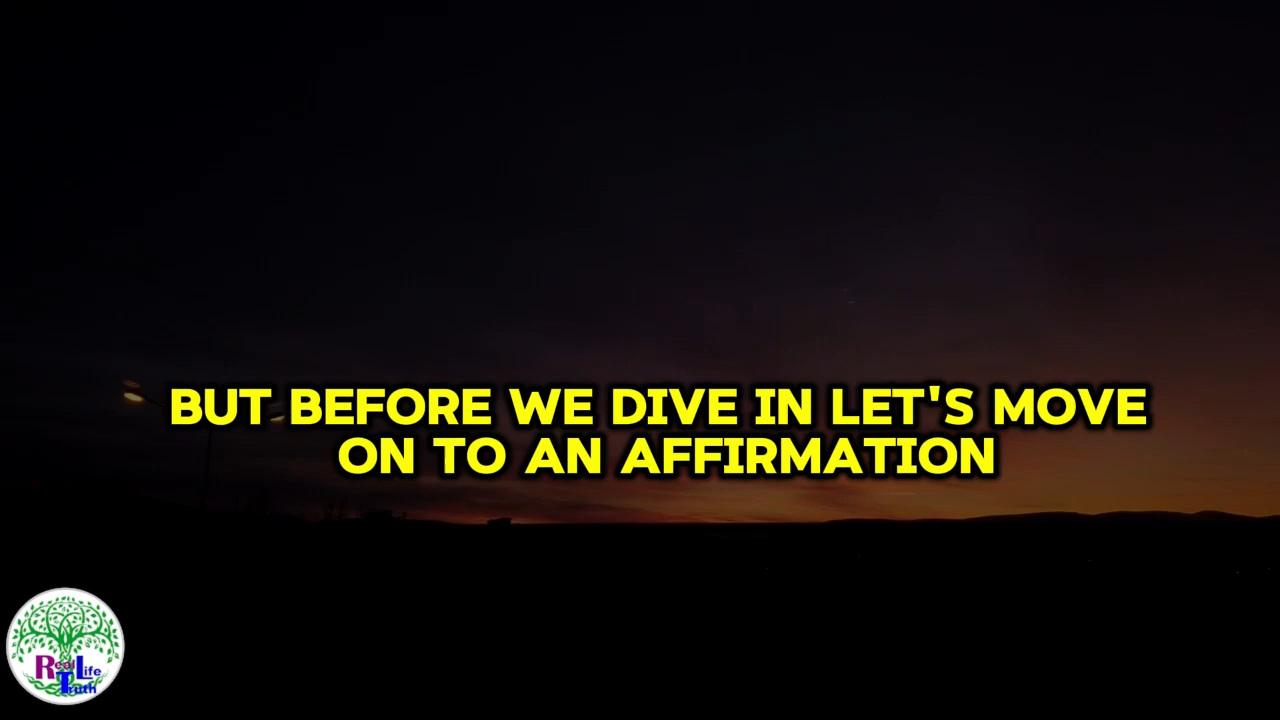 BUT BEFORE WE DIVE IN LET'S MOVE
ON TO AN AFFIRMATION
Real Life
Truth